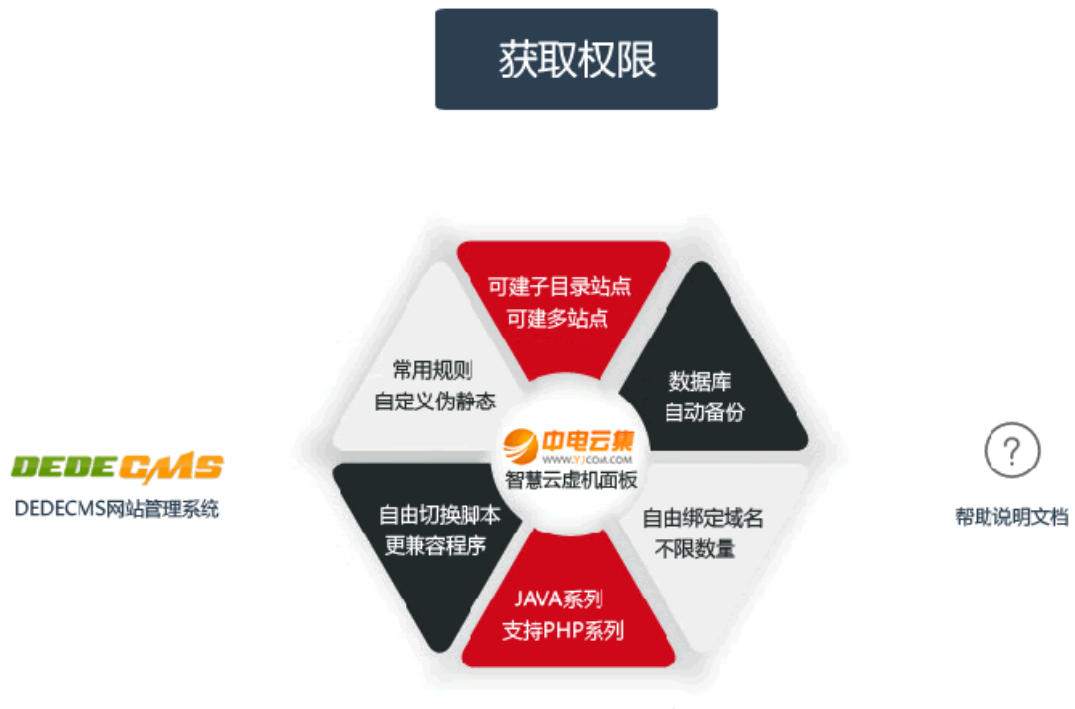 获取权限
可建子目录站点
可建多站点
常用规则
自定义伪静态
数据库
自动备份
中电云集
WWW.YJCOM.COM
智慧云虚机面板
DEDECMS
DEDECMS网站管理系统
?
帮助说明文档
自由切换脚本
更兼容程序
自由绑定域名
不限数量
JAVA系列
支持PHP系列